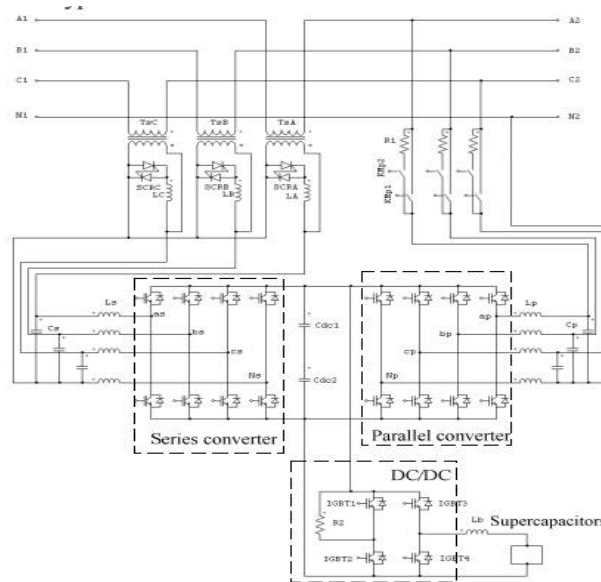 A1 A2
B1 B2
C1 C2
N1 N2
TsC TsB TsA
R1
SCRC SCRB SCRA
LC LB LA
KMp2
KMp1
Ls
as
Lp
ap
Cs
bs
Cdc1
bp
Cp
cs
cp
Cdc2
Ns
Np
Series converter
Parallel converter
DC/DC
IGBT1 IGBT3
R2
Lb
Supercapacitors
IGBT2 IGBT4